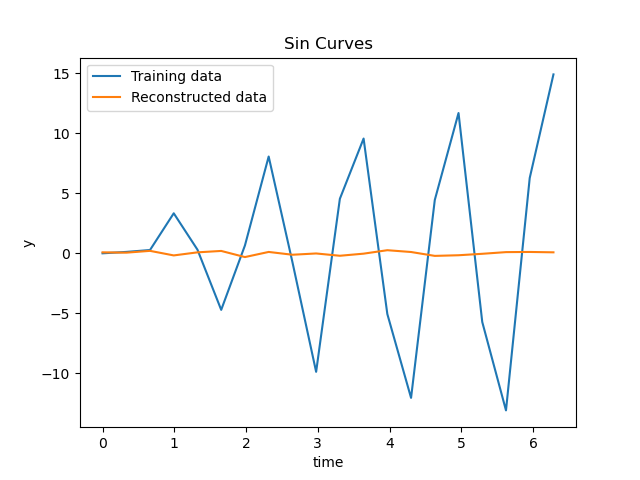 Sin Curves
Training data
Reconstructed data
15
10
5
0
−5
−10
y
0 1 2 3 4 5 6
time